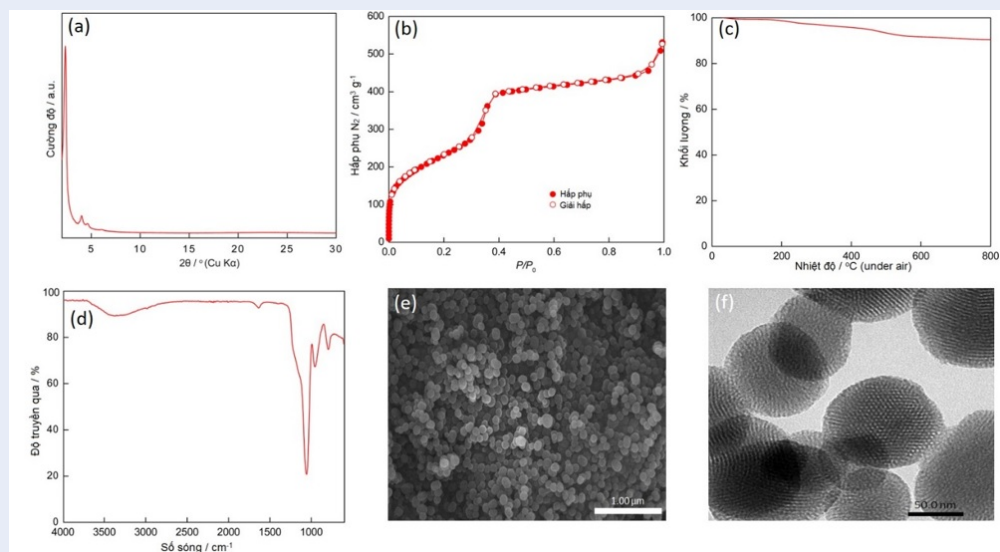 (a)
Cường độ / a.u.
5
10
15
20
25
30
2θ / °(Cu Kα)
(b)
Hấp phụ N₂ / cm³ g⁻¹
600
500
400
300
200
100
0
Hấp phụ
Giải hấp
0.0
0.2
0.4
0.6
0.8
1.0
P/P₀
(c)
Khối lượng / %
100
80
60
40
20
0
0
200
400
600
800
Nhiệt độ / °C (under air)
(d)
Độ truyền qua / %
100
80
60
40
20
0
4000
3500
3000
2500
2000
1500
1000
Số sóng / cm⁻¹
(e)
1.00 μm
(f)
50.0 nm